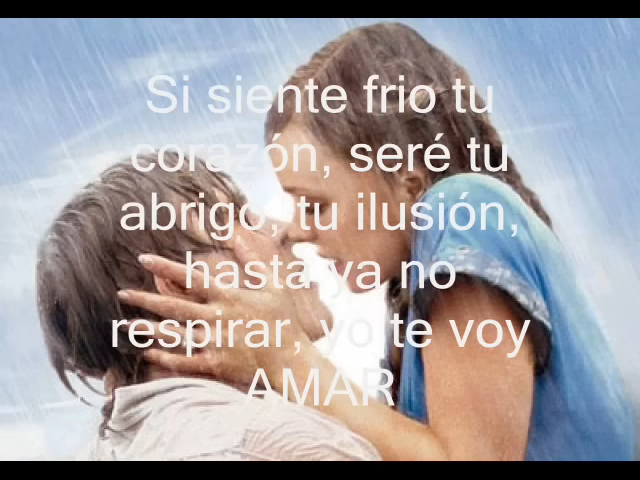 Si siente frio tu
corazón, seré tu
abrigo, tu ilusión,
hasta ya no
respirar, yo te voy
AMAR